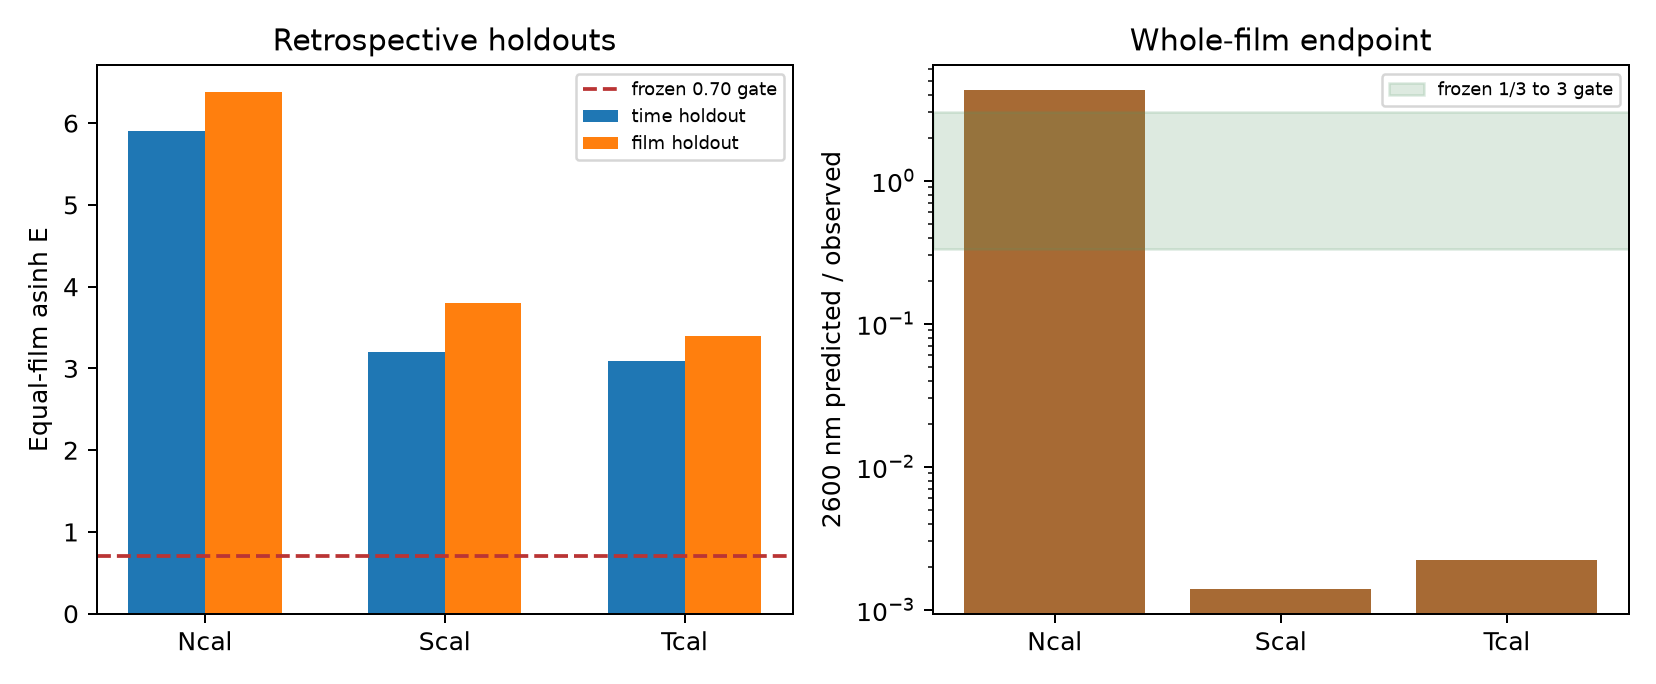 Retrospective holdouts
Equal-film asinh E
6
5
4
3
2
1
0
frozen 0.70 gate
time holdout
film holdout
Ncal
Scal
Tcal
Whole-film endpoint
2600 nm predicted / observed
10⁰
10⁻¹
10⁻²
10⁻³
frozen 1/3 to 3 gate
Ncal
Scal
Tcal